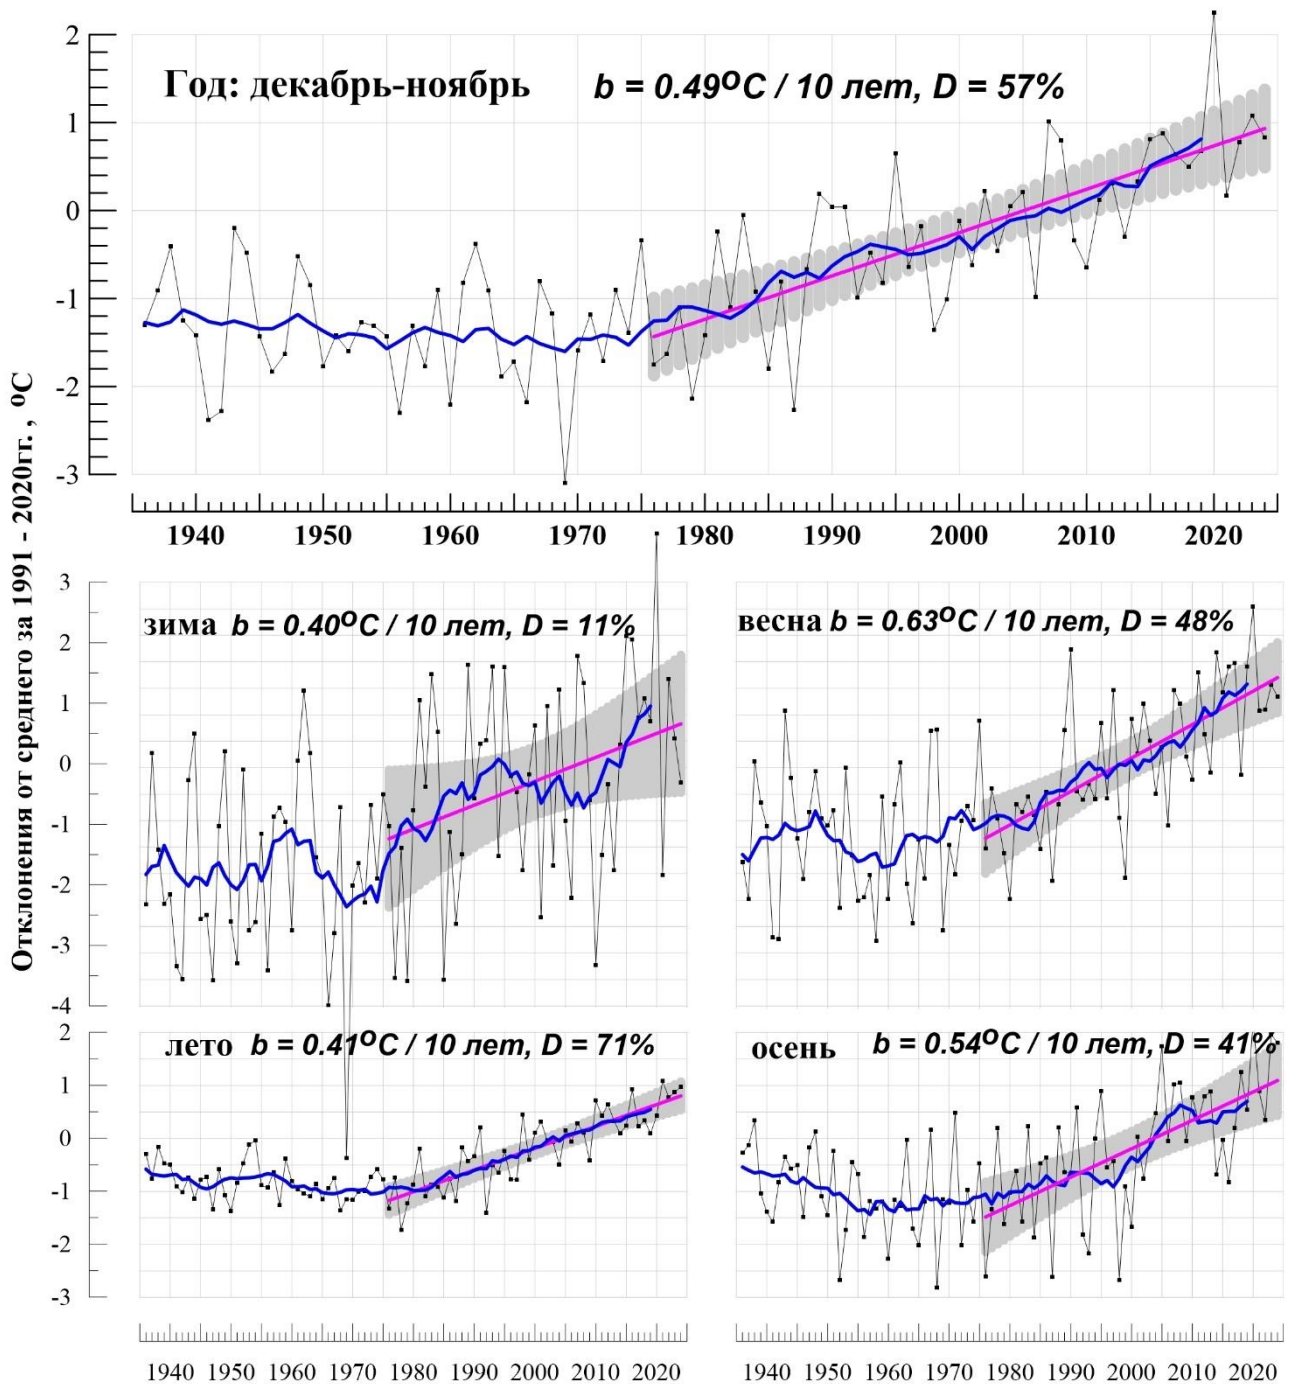 Отклонения от среднего за 1991 - 2020гг. , ºС
Год: декабрь-ноябрь b = 0.49ºC / 10 лет, D = 57%
2
1
0
-1
-2
-3
1940 1950 1960 1970 1980 1990 2000 2010 2020
зима b = 0.40ºC / 10 лет, D = 11%
3
2
1
0
-1
-2
-3
-4
весна b = 0.63ºC / 10 лет, D = 48%
лето b = 0.41ºC / 10 лет, D = 71%
2
1
0
-1
-2
-3
1940 1950 1960 1970 1980 1990 2000 2010 2020
осень b = 0.54ºC / 10 лет, D = 41%
1940 1950 1960 1970 1980 1990 2000 2010 2020